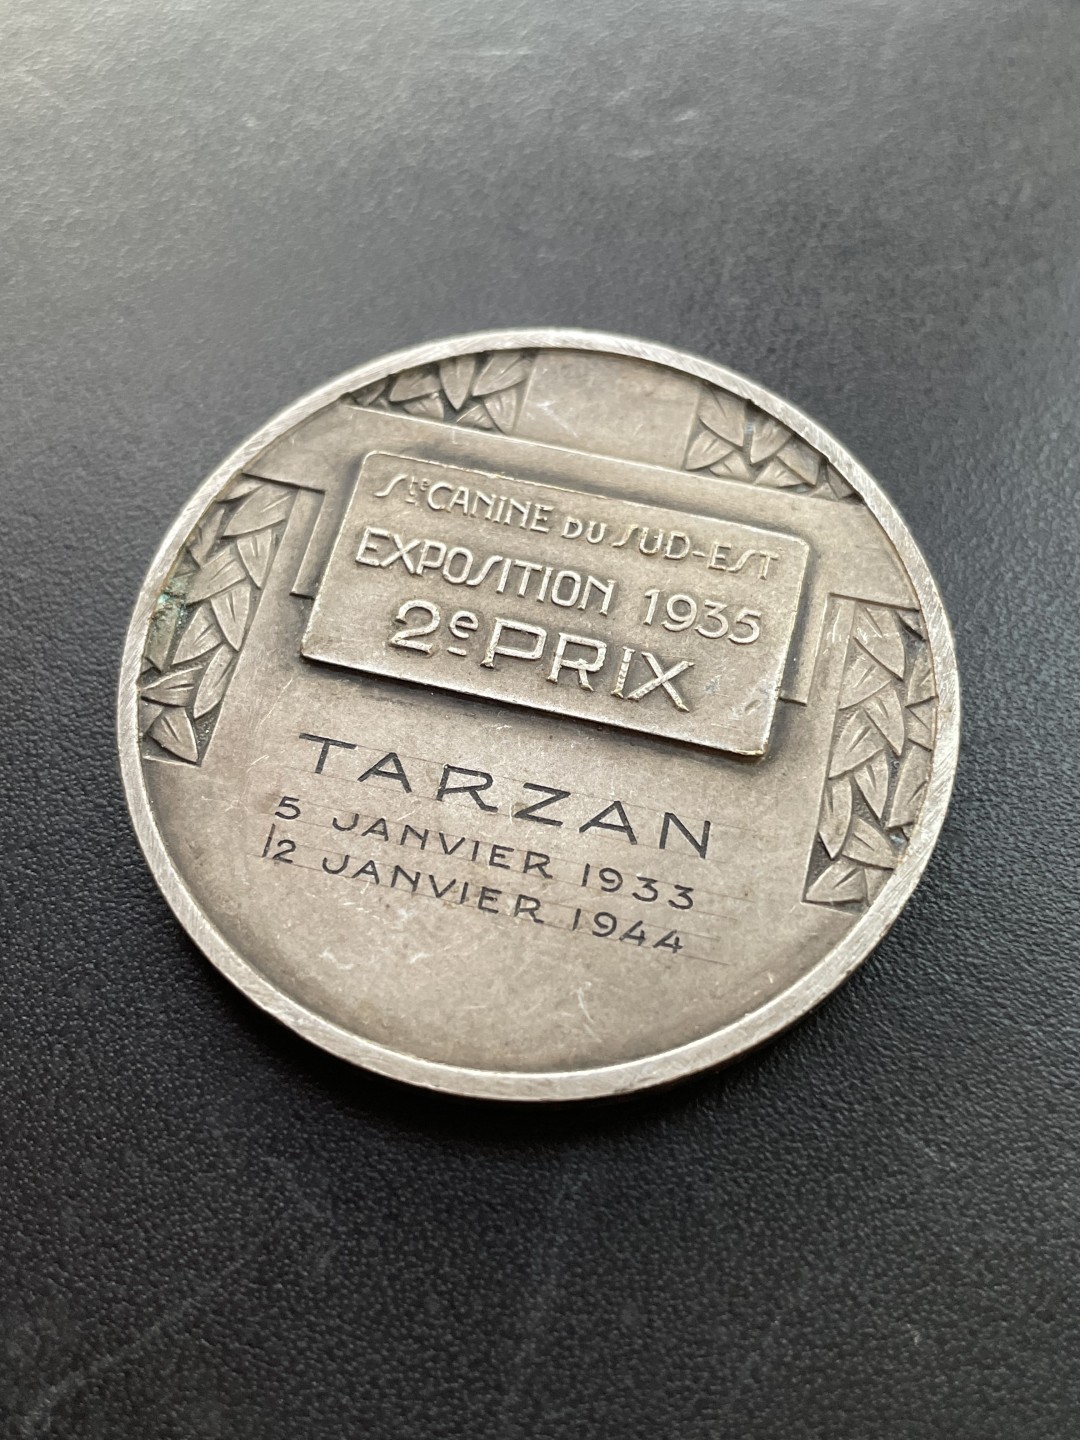 Sté CANINE DU SUD-EST
EXPOSITION 1935
2e PRIX
TARZAN
5 JANVIER 1933
12 JANVIER 1944